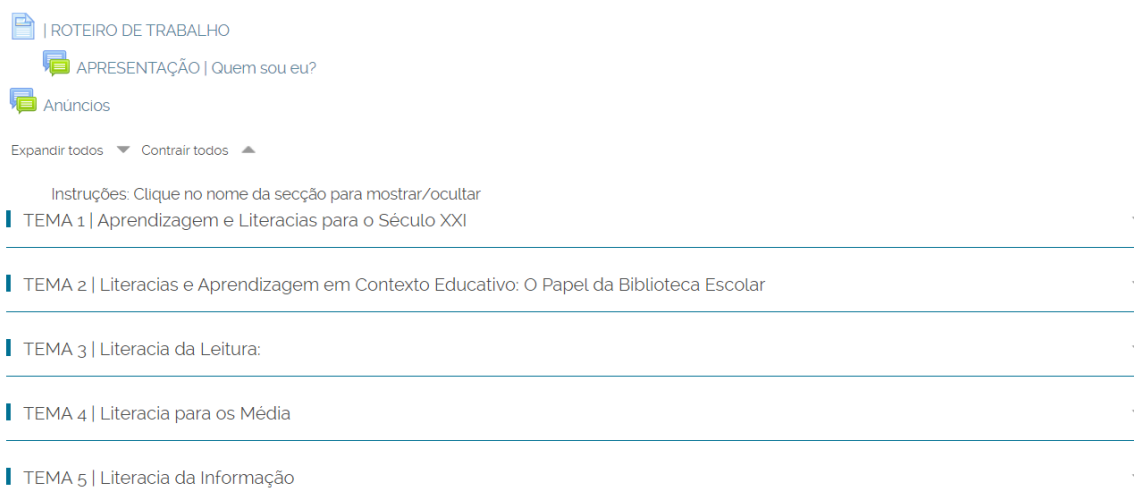 | ROTEIRO DE TRABALHO
APRESENTAÇÃO | Quem sou eu?
Anúncios
Expandir todos Contrair todos
Instruções: Clique no nome da secção para mostrar/ocultar
TEMA 1 | Aprendizagem e Literacias para o Século XXI
TEMA 2 | Literacias e Aprendizagem em Contexto Educativo: O Papel da Biblioteca Escolar
TEMA 3 | Literacia da Leitura:
TEMA 4 | Literacia para os Média
TEMA 5 | Literacia da Informação